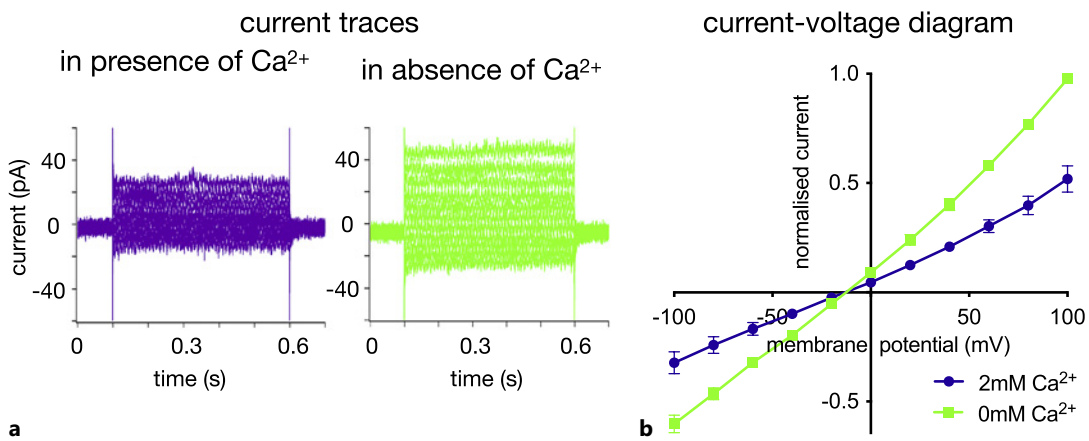 current traces
in presence of Ca²⁺
in absence of Ca²⁺
current (pA)
40
0
-40
0
0.3
0.6
time (s)
40
0
-40
0
0.3
0.6
time (s)
a
current-voltage diagram
normalised current
1.0
0.5
-0.5
-100
-50
50
100
membrane potential (mV)
2mM Ca²⁺
0mM Ca²⁺
b